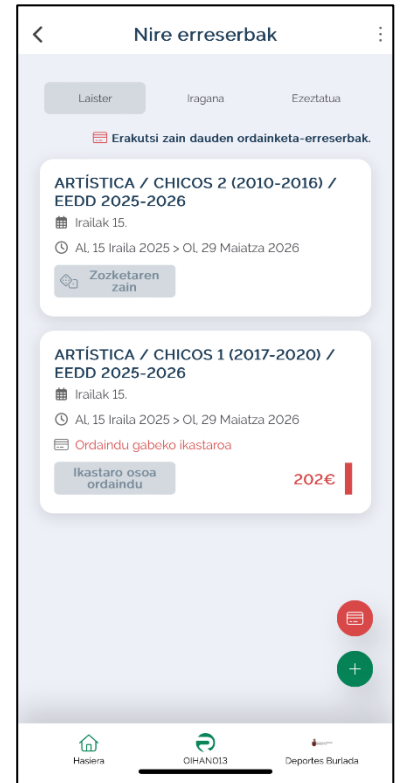 Nire erreserbak
Laister Iragana Ezeztatua
Erakutsi zain dauden ordainketa-erreserbak.
ARTÍSTICA / CHICOS 2 (2010-2016) /
EEDD 2025-2026
Irailak 15.
Al, 15 Iraila 2025 > Ol, 29 Maiatza 2026
Zozketaren
zain
ARTÍSTICA / CHICOS 1 (2017-2020) /
EEDD 2025-2026
Irailak 15.
Al, 15 Iraila 2025 > Ol, 29 Maiatza 2026
Ordaindu gabeko ikastaroa
Ikastaro osoa
ordaindu
202€
Hasiera OIHAN013 Deportes Burlada